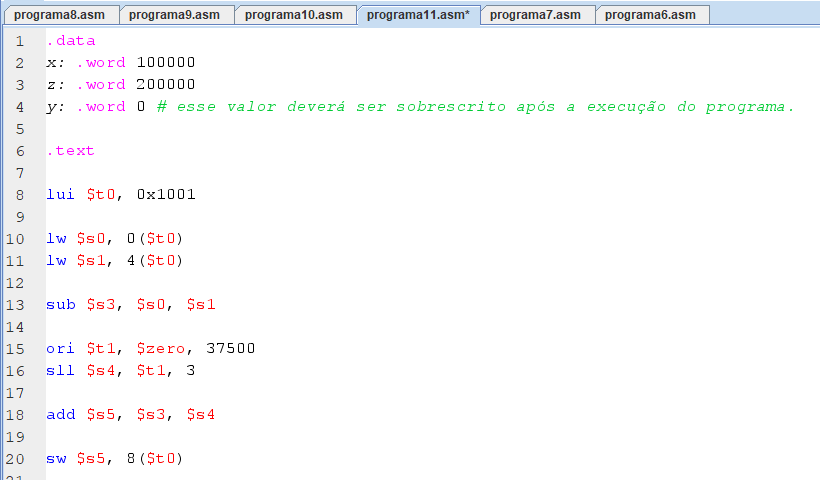 programa8.asm programa9.asm programa10.asm programa11.asm* programa7.asm programa6.asm
1 .data
2 x: .word 100000
3 z: .word 200000
4 y: .word 0 # esse valor deverá ser sobrescrito após a execução do programa.
5
6 .text
7
8 lui $t0, 0x1001
9
10 lw $s0, 0($t0)
11 lw $s1, 4($t0)
12
13 sub $s3, $s0, $s1
14
15 ori $t1, $zero, 37500
16 sll $s4, $t1, 3
17
18 add $s5, $s3, $s4
19
20 sw $s5, 8($t0)